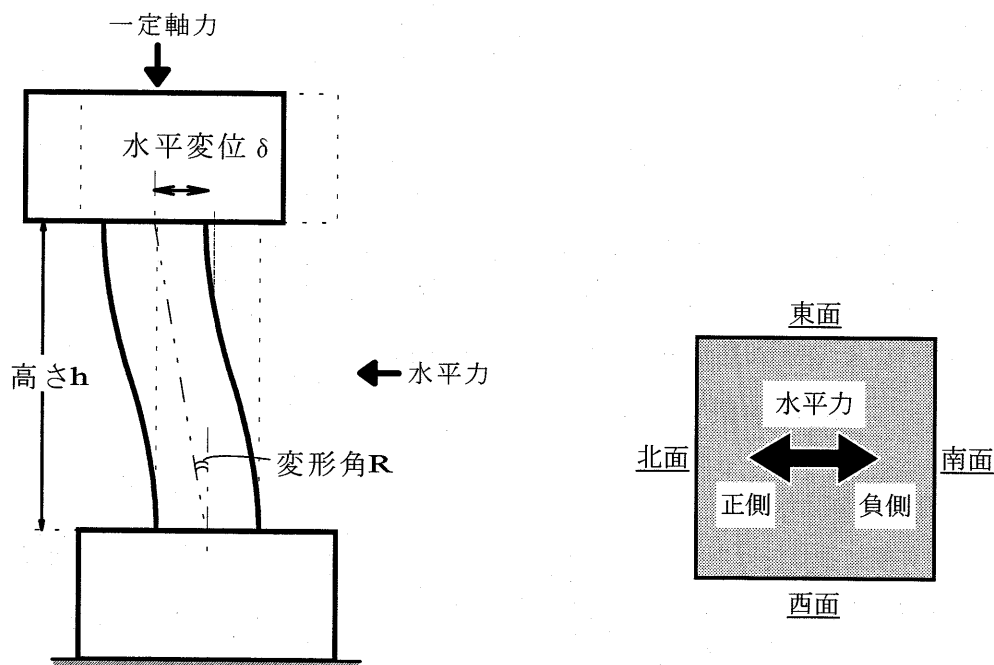 一定軸力
水平変位 δ
高さh
水平力
変形角R
東面
水平力
北面
南面
正側
負側
西面